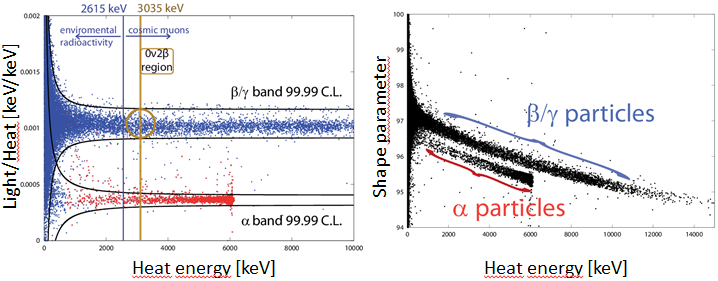 2615 keV
3035 keV
enviromental
radioactivity
cosmic muons
0ν2β
region
β/γ band 99.99 C.L.
α band 99.99 C.L.
0.002
0.0015
0.001
0.0005
0
0
2000
4000
6000
8000
10000
Light/Heat [keV/keV]
Heat energy [keV]
100
99
98
97
96
95
94
0
2000
4000
6000
8000
10000
12000
14000
Shape parameter
β/γ particles
α particles
Heat energy [keV]